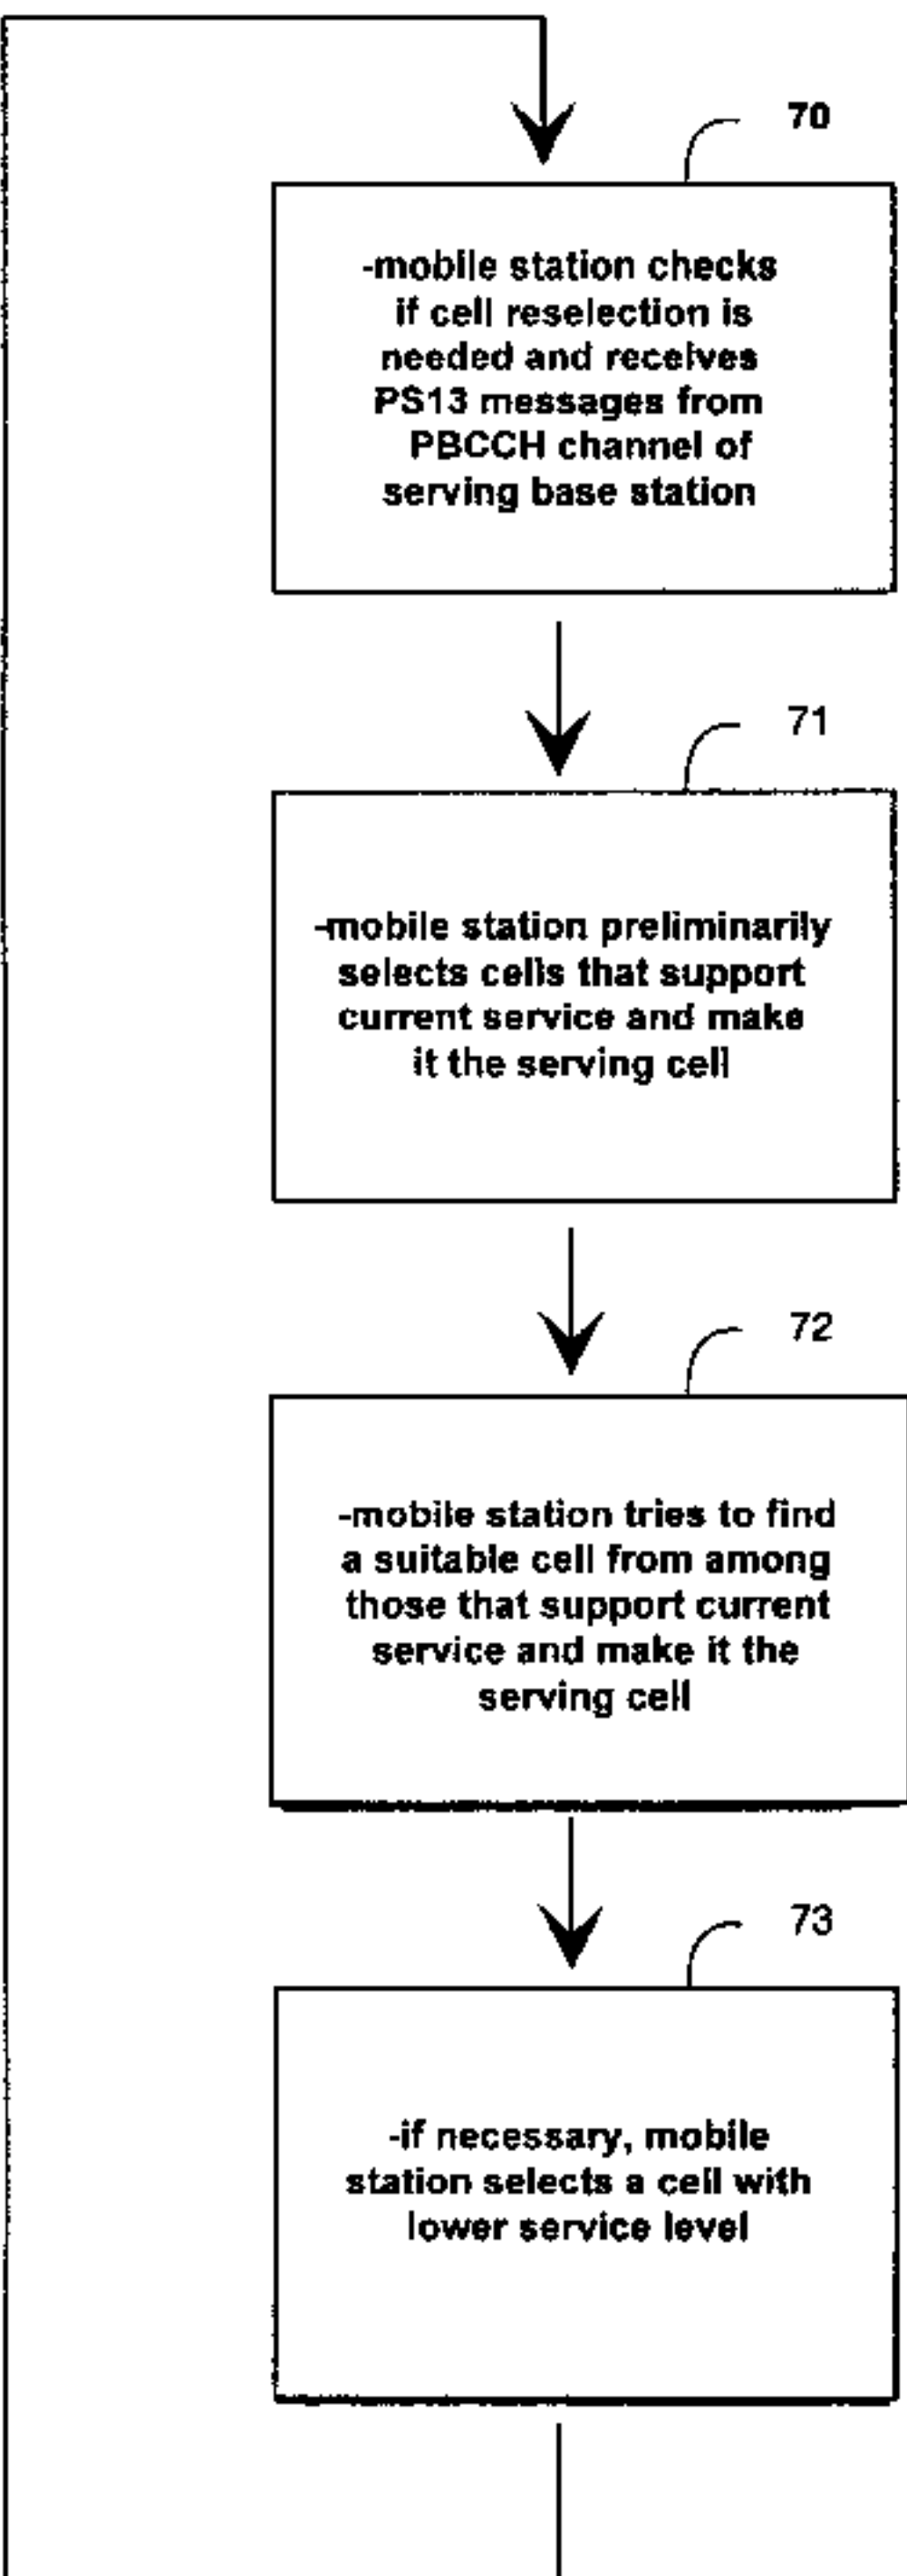 70
-mobile station checks
if cell reselection is
needed and receives
PS13 messages from
PBCCH channel of
serving base station
71
-mobile station preliminarily
selects cells that support
current service and make
it the serving cell
72
-mobile station tries to find
a suitable cell from among
those that support current
service and make it the
serving cell
73
-if necessary, mobile
station selects a cell with
lower service level